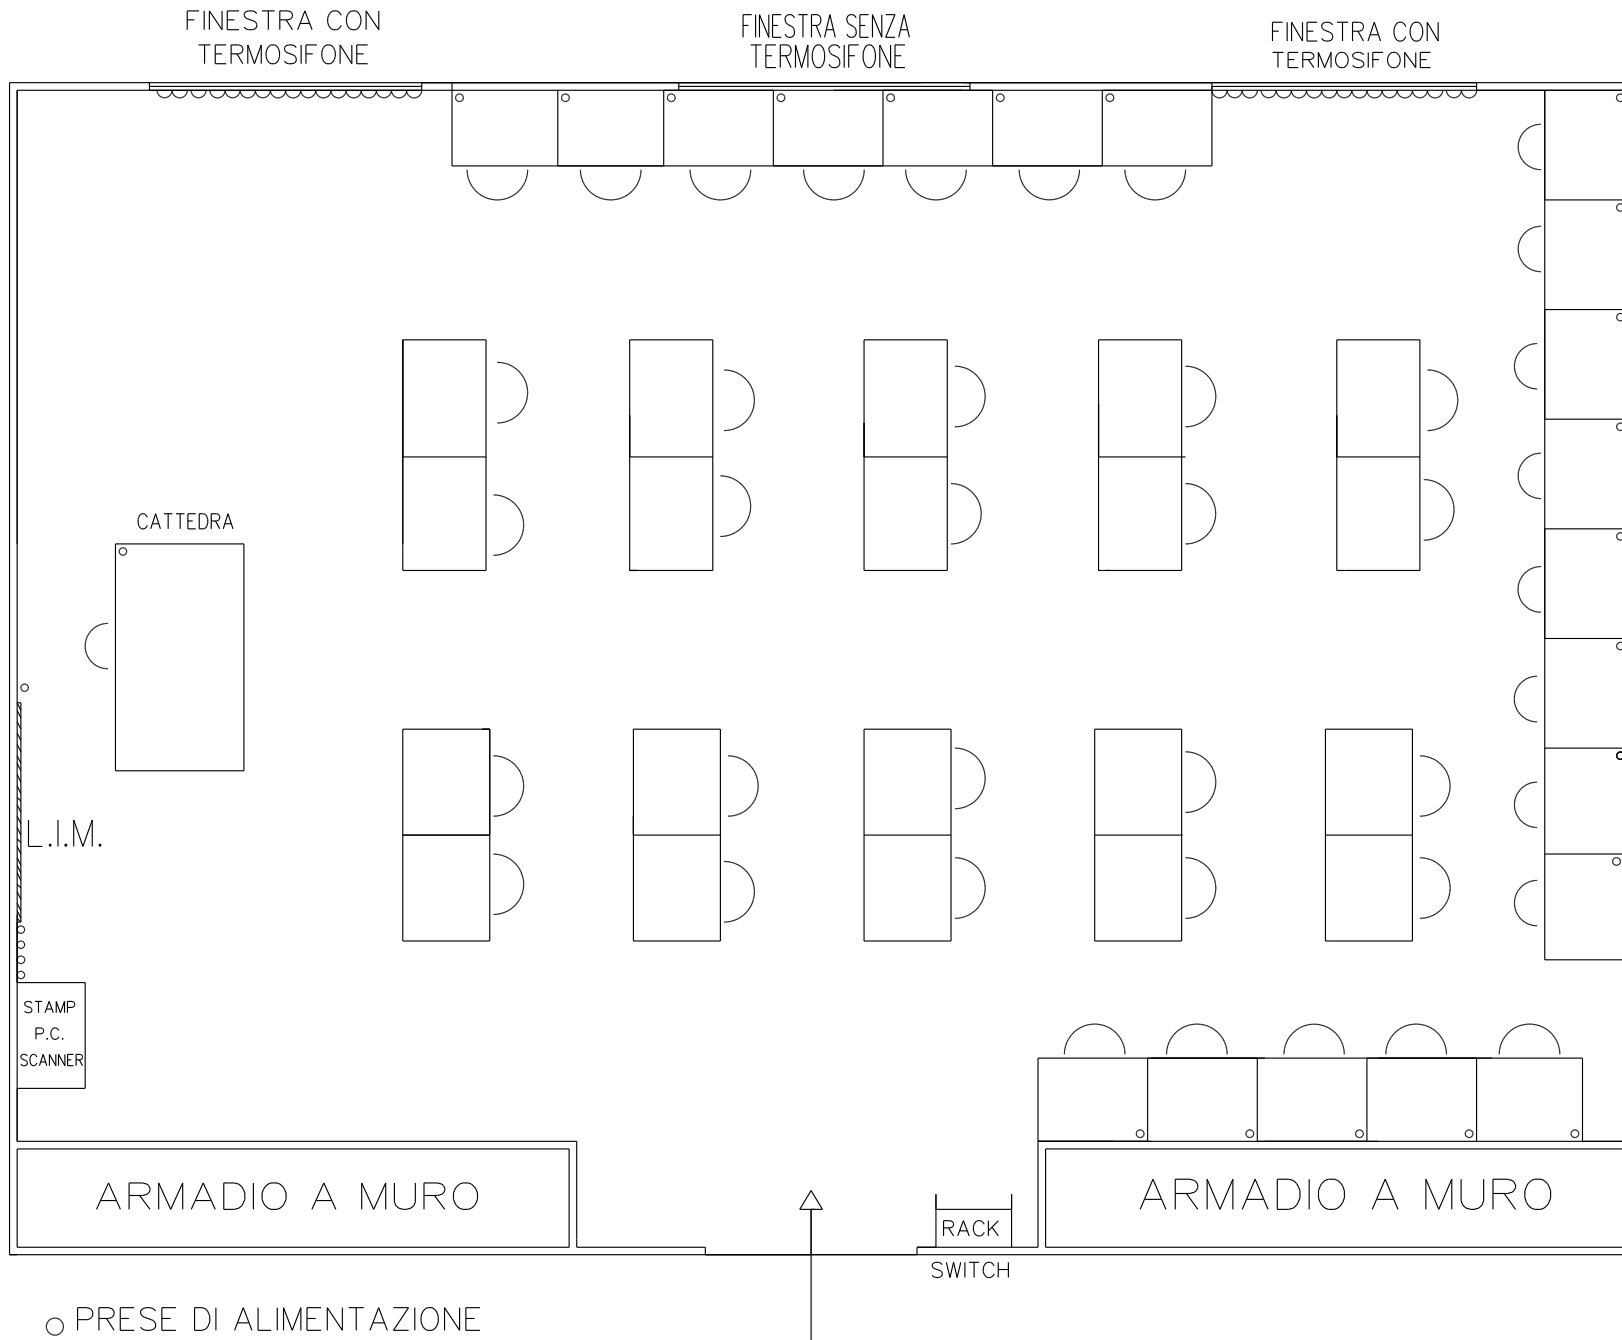 FINESTRA CON
TERMOSIFONE
FINESTRA SENZA
TERMOSIFONE
FINESTRA CON
TERMOSIFONE
CATTEDRA
L.I.M.
STAMP
P.C.
SCANNER
ARMADIO A MURO
RACK
SWITCH
ARMADIO A MURO
PRESE DI ALIMENTAZIONE